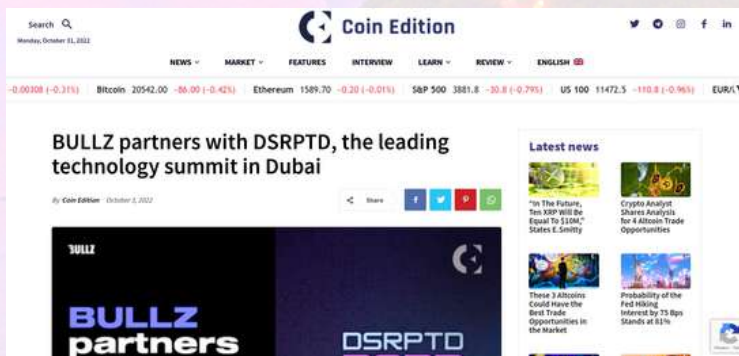 Search
Coin Edition
Monday, October 31, 2022
NEWS MARKET FEATURES INTERVIEW LEARN REVIEW ENGLISH
-0.00308 (-0.31%) Bitcoin 20542.00 -86.00 (-0.42%) Ethereum 1589.70 -0.20 (-0.01%) S&P 500 3881.8 -30.8 (-0.79%) US 100 11472.5 -110.8 (-0.96%) EUR/
BULLZ partners with DSRPTD, the leading
technology summit in Dubai
By Coin Edition October 3, 2022
Share
BULLZ
BULLZ
partners
DSRPTD
Latest news
"In The Future,
Ten XRP Will Be
Equal To $10M,"
States E.Smitty
Crypto Analyst
Shares Analysis
for 4 Altcoin Trade
Opportunities
These 3 Altcoins
Could Have the
Best Trade
Opportunities in
the Market
Probability of the
Fed Hiking
Interest by 75 Bps
Stands at 81%